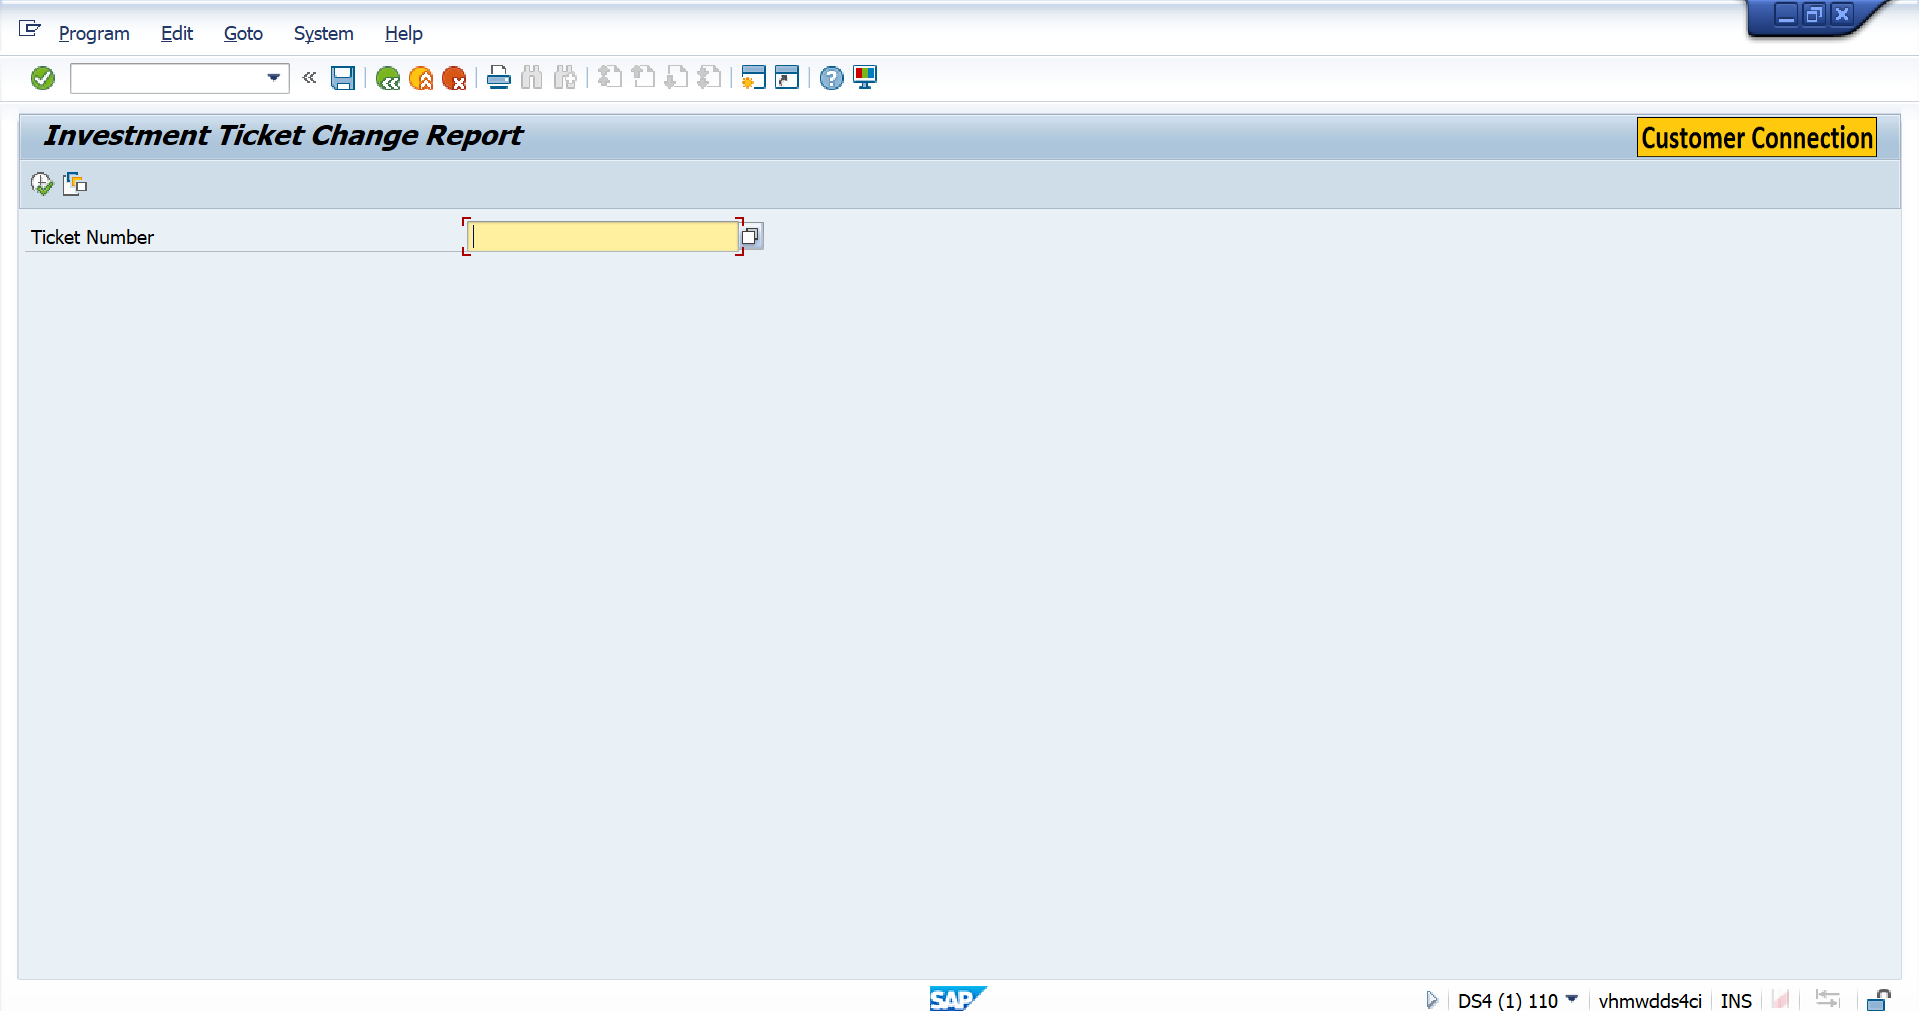 Program Edit Goto System Help
Investment Ticket Change Report
Customer Connection
Ticket Number
SAP
DS4 (1) 110 vhmwdds4ci INS